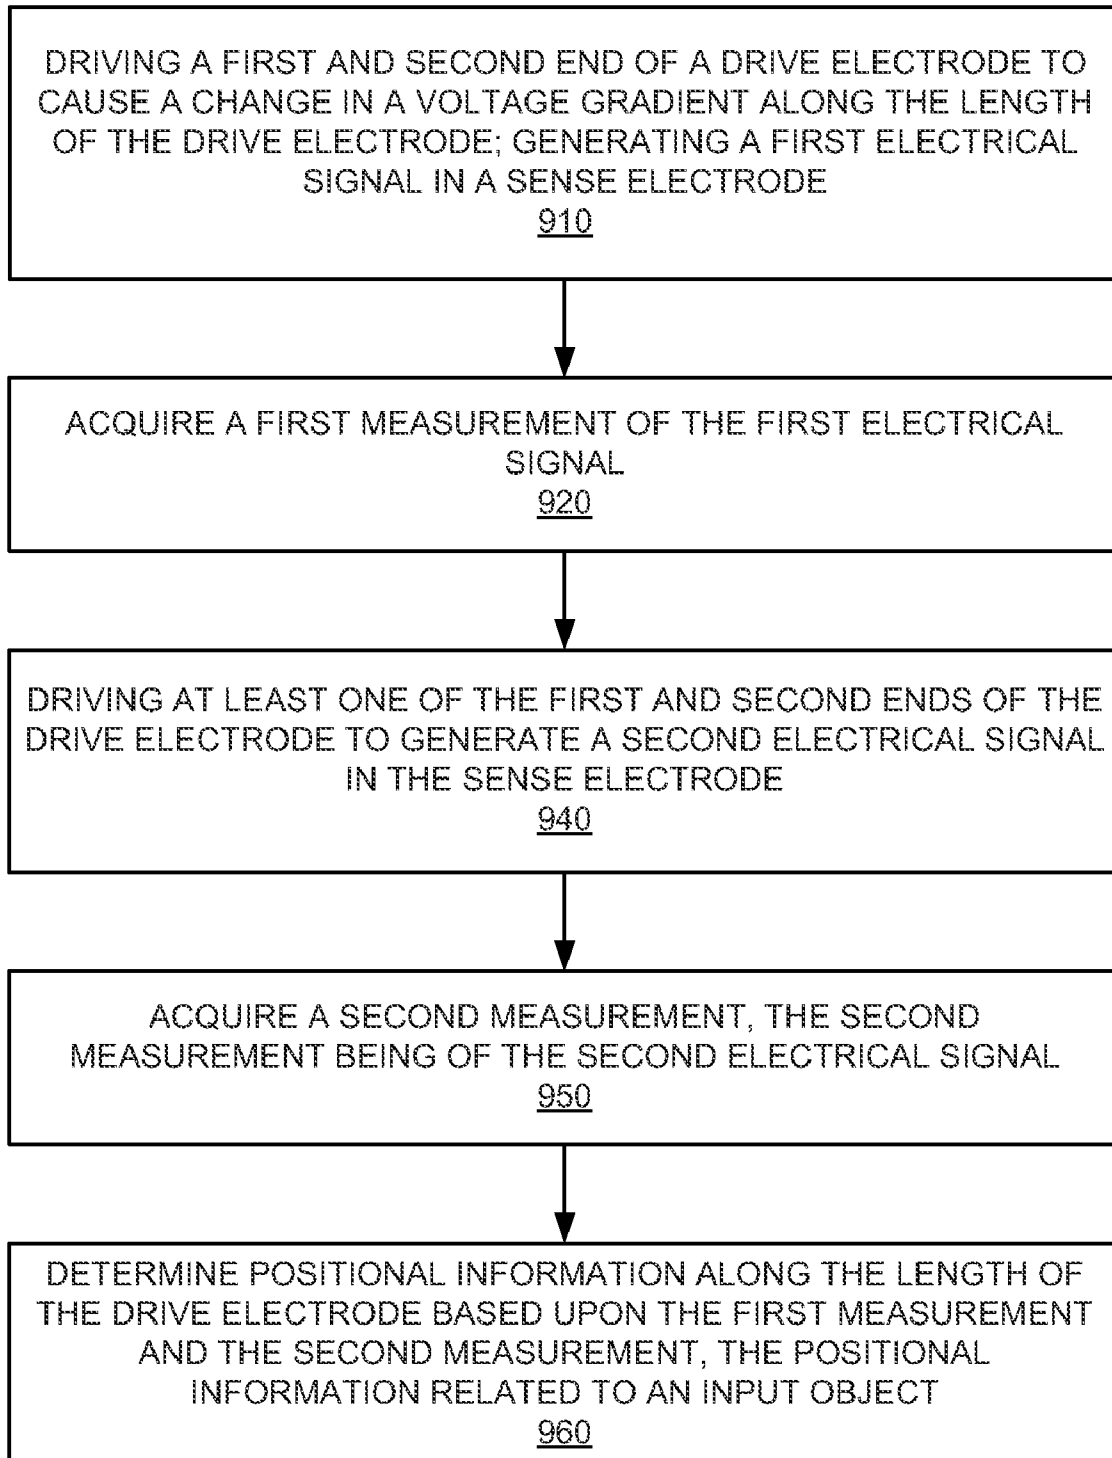 DRIVING A FIRST AND SECOND END OF A DRIVE ELECTRODE TO
CAUSE A CHANGE IN A VOLTAGE GRADIENT ALONG THE LENGTH
OF THE DRIVE ELECTRODE; GENERATING A FIRST ELECTRICAL
SIGNAL IN A SENSE ELECTRODE
910
ACQUIRE A FIRST MEASUREMENT OF THE FIRST ELECTRICAL
SIGNAL
920
DRIVING AT LEAST ONE OF THE FIRST AND SECOND ENDS OF THE
DRIVE ELECTRODE TO GENERATE A SECOND ELECTRICAL SIGNAL
IN THE SENSE ELECTRODE
940
ACQUIRE A SECOND MEASUREMENT, THE SECOND
MEASUREMENT BEING OF THE SECOND ELECTRICAL SIGNAL
950
DETERMINE POSITIONAL INFORMATION ALONG THE LENGTH OF
THE DRIVE ELECTRODE BASED UPON THE FIRST MEASUREMENT
AND THE SECOND MEASUREMENT, THE POSITIONAL
INFORMATION RELATED TO AN INPUT OBJECT
960